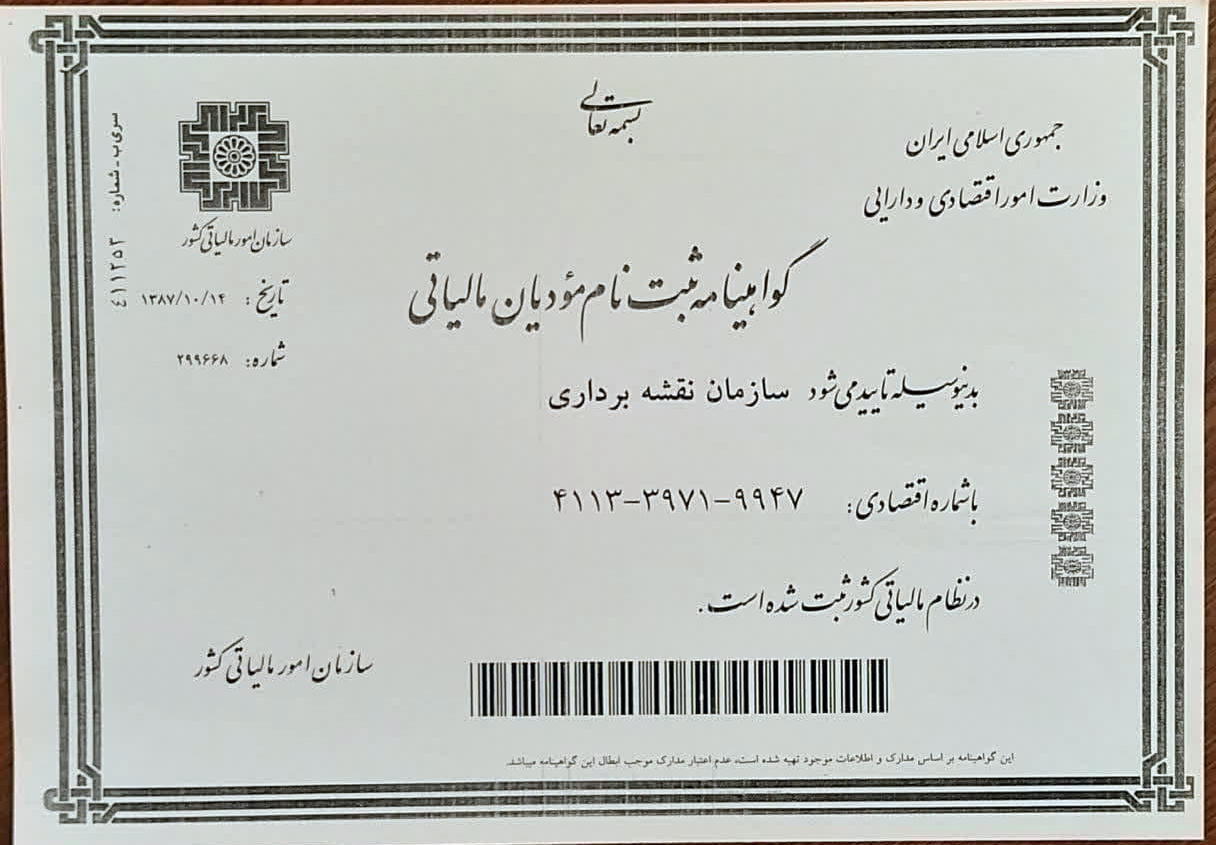 بسمه تعالی
جمهوری اسلامی ایران
وزارت امور اقتصادی و دارایی
سازمان امور مالیاتی کشور
سری ب - شماره: ٤١١٢٥٣
تاریخ: ۱۳۸۷/۱۰/۱۴
شماره: ۲۹۹۶۶۸
گواهینامه ثبت نام مؤدیان مالیاتی
بدینوسیله تایید می شود سازمان نقشه برداری
با شماره اقتصادی: ۴۱۱۳-۳۹۷۱-۹۹۴۷
در نظام مالیاتی کشور ثبت شده است.
سازمان امور مالیاتی کشور
این گواهینامه بر اساس مدارک و اطلاعات موجود تهیه شده است، عدم اعتبار مدارک موجب ابطال این گواهینامه میباشد.